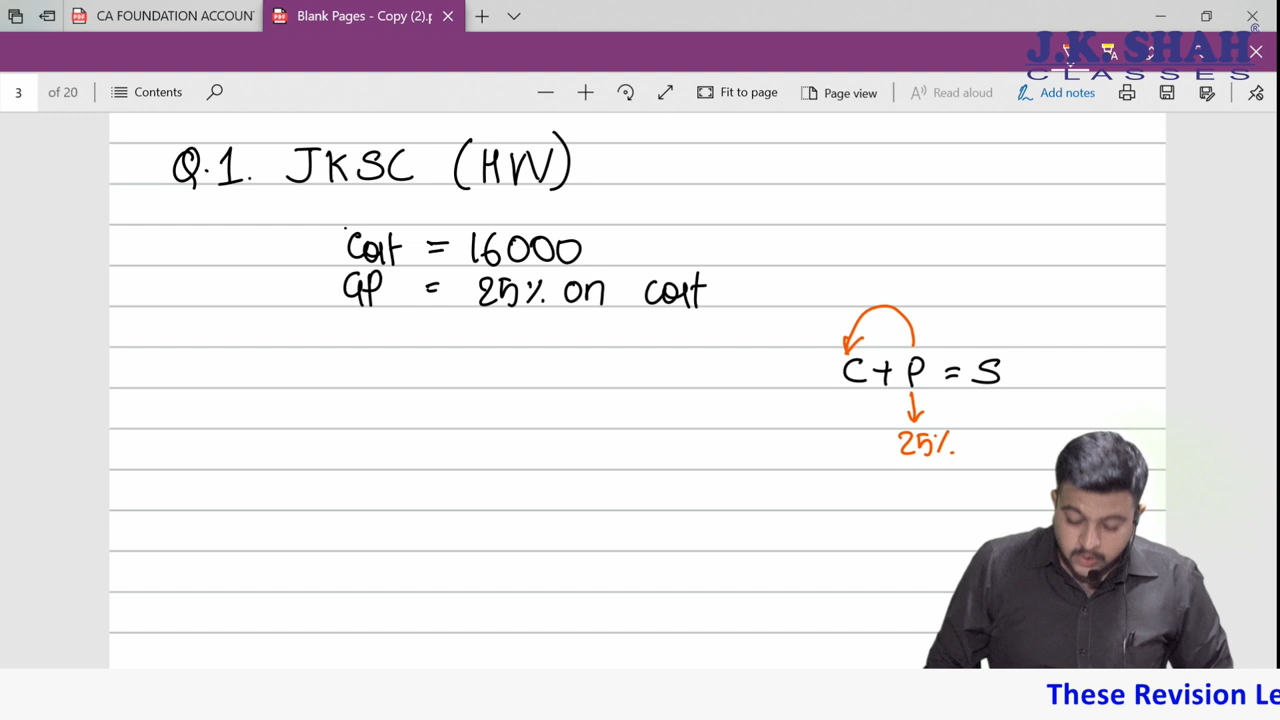 CA FOUNDATION ACCOUNT
Blank Pages - Copy (2).p
J.K. SHAH®
CLASSES
3 of 20 Contents Fit to page Page view Read aloud Add notes
Q.1. JKSC (HW)
Cost = 16000
GP = 25% on cost
C + P = S
25%
These Revision Le